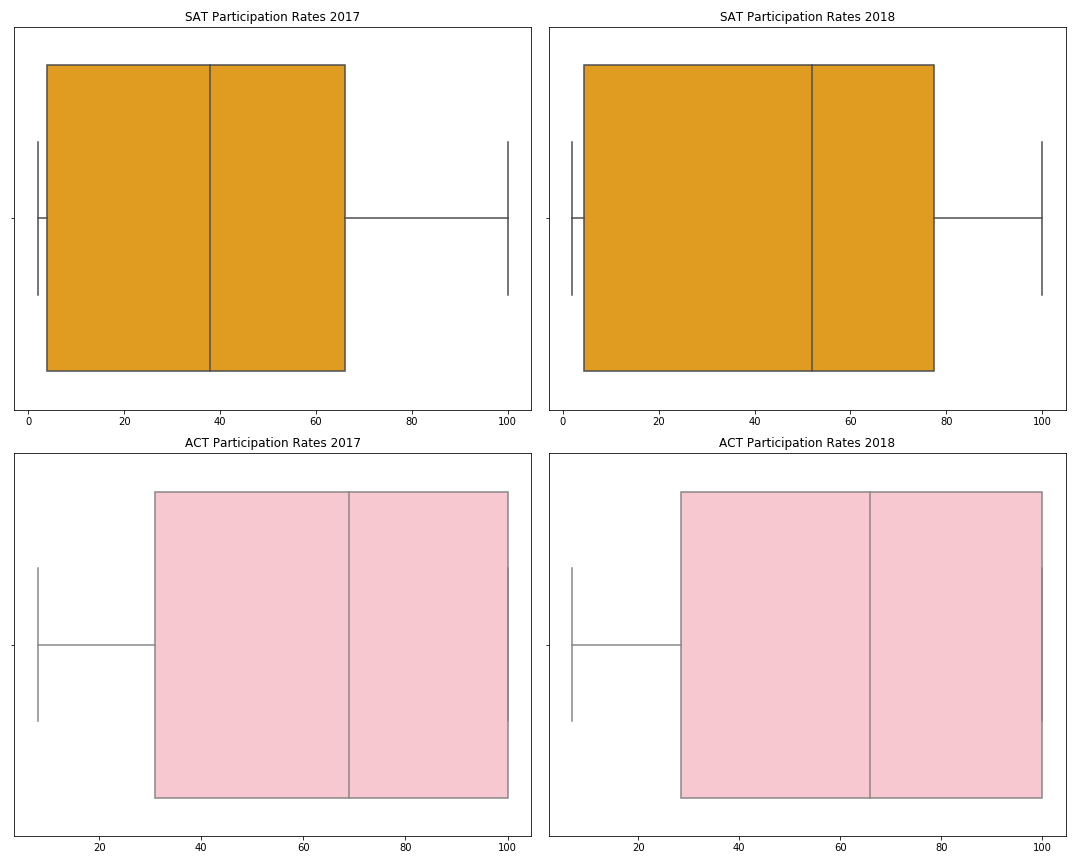 SAT Participation Rates 2017
SAT Participation Rates 2018
0 20 40 60 80 100
0 20 40 60 80 100
ACT Participation Rates 2017
ACT Participation Rates 2018
20 40 60 80 100
20 40 60 80 100